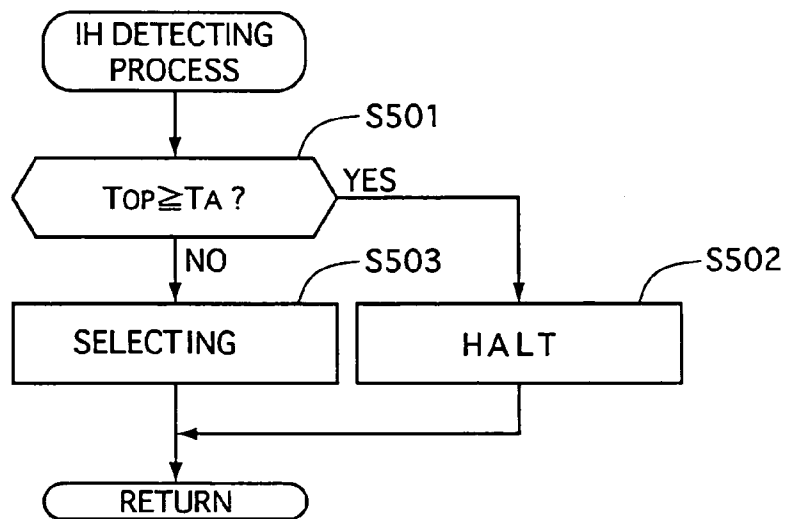 IH DETECTING
PROCESS
S501
TOP≧TA ?
YES
NO
S503
S502
SELECTING
HALT
RETURN